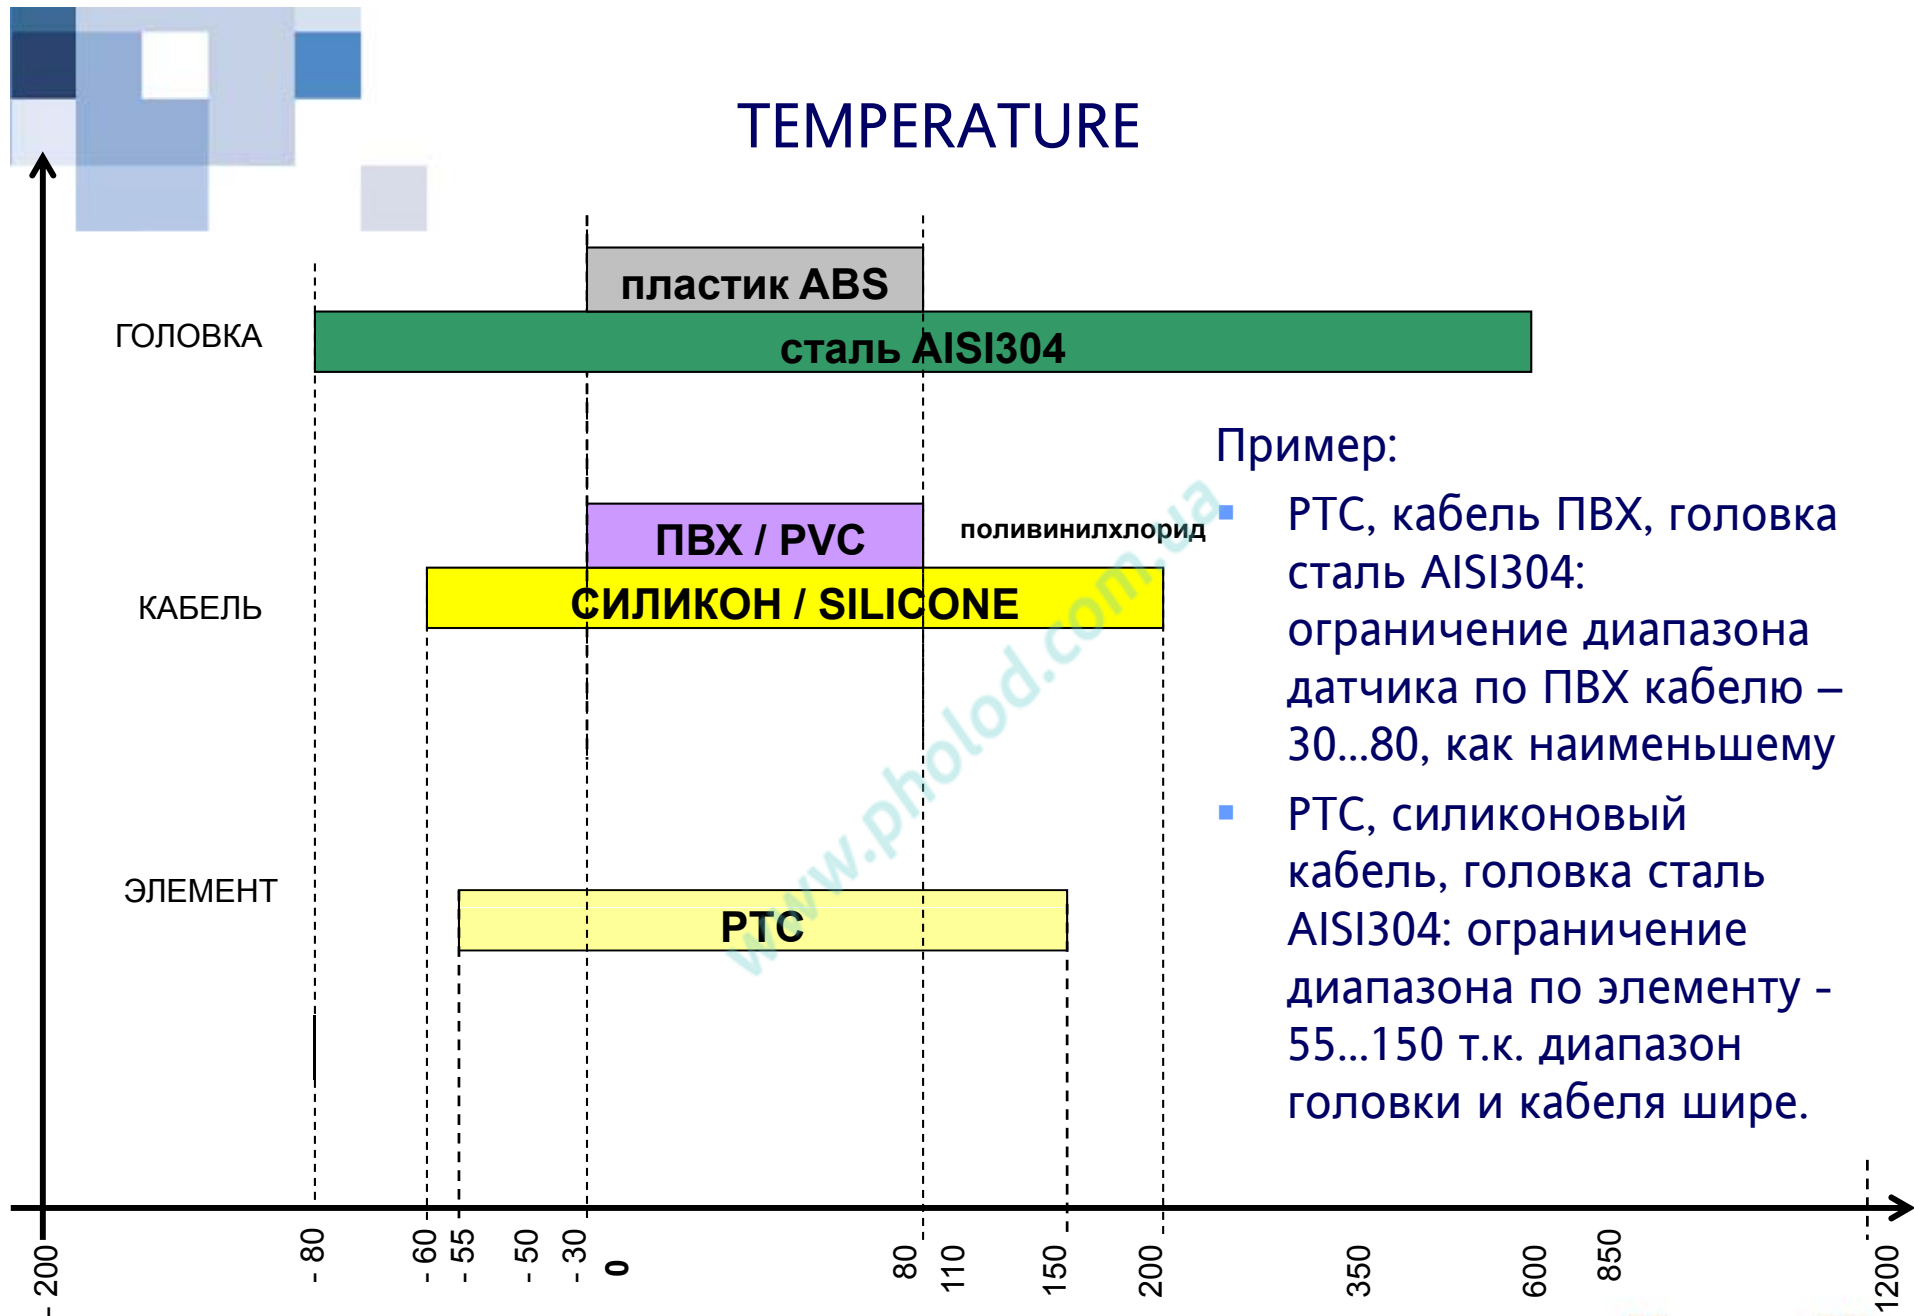 TEMPERATURE
пластик ABS
ГОЛОВКА
сталь AISI304
ПВХ / PVC
поливинилхлорид
КАБЕЛЬ
СИЛИКОН / SILICONE
ЭЛЕМЕНТ
PTC
Пример:
PTC, кабель ПВХ, головка
сталь AISI304:
ограничение диапазона
датчика по ПВХ кабелю –
30...80, как наименьшему
PTC, силиконовый
кабель, головка сталь
AISI304: ограничение
диапазона по элементу -
55...150 т.к. диапазон
головки и кабеля шире.
www.pholod.com.ua
- 200
- 80
- 60
- 55
- 50
- 30
0
80
110
150
200
350
600
850
1200